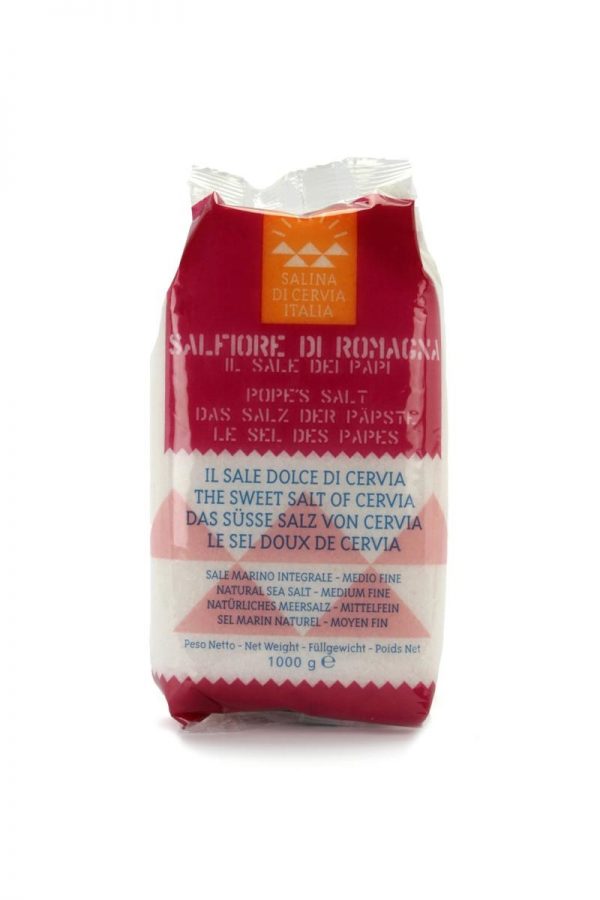 SALINA
DI CERVIA
ITALIA
SALFIORE DI ROMAGNA
IL SALE DEI PAPI
POPE'S SALT
DAS SALZ DER PÄPSTE
LE SEL DES PAPES
IL SALE DOLCE DI CERVIA
THE SWEET SALT OF CERVIA
DAS SÜSSE SALZ VON CERVIA
LE SEL DOUX DE CERVIA
SALE MARINO INTEGRALE - MEDIO FINE
NATURAL SEA SALT - MEDIUM FINE
NATÜRLICHES MEERSALZ - MITTELFEIN
SEL MARIN NATUREL - MOYEN FIN
Peso Netto - Net Weight - Füllgewicht - Poids Net
1000 g ℮